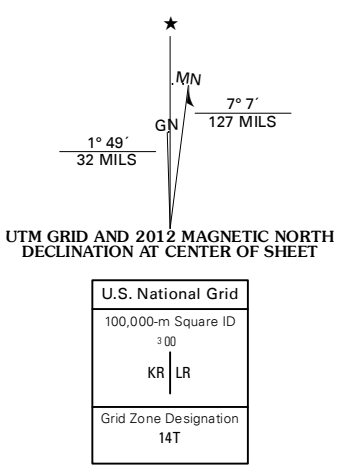 ★
MN
GN
7° 7´
127 MILS
1° 49´
32 MILS
UTM GRID AND 2012 MAGNETIC NORTH
DECLINATION AT CENTER OF SHEET
U.S. National Grid
100,000-m Square ID
3 00
KR LR
Grid Zone Designation
14T